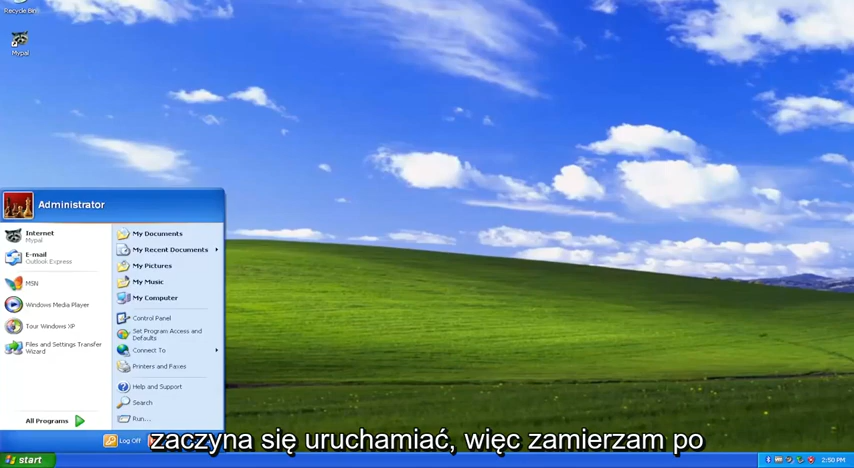 Recycle Bin
Mypal
Administrator
Internet
Mypal
E-mail
Outlook Express
MSN
Windows Media Player
Tour Windows XP
Files and Settings Transfer
Wizard
All Programs
My Documents
My Recent Documents
My Pictures
My Music
My Computer
Control Panel
Set Program Access and
Defaults
Connect To
Printers and Faxes
Help and Support
Search
Run...
Log Off
zaczyna się uruchamiać, więc zamierzam po
start
2:50 PM